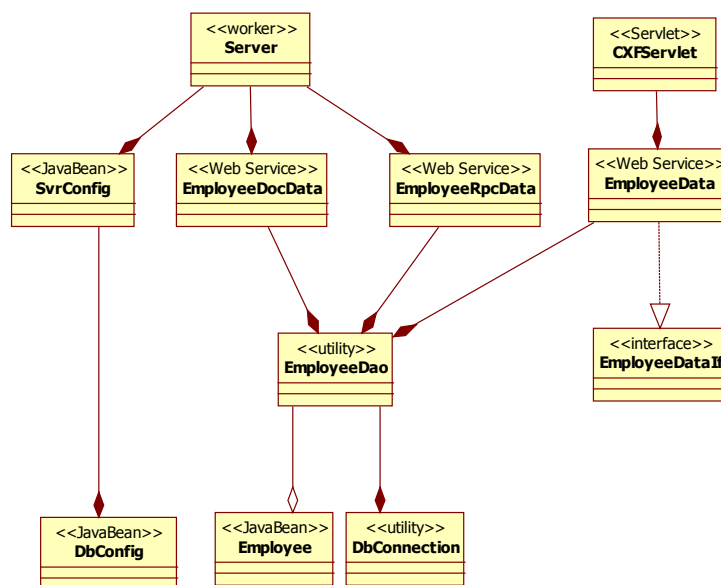 <<worker>>
Server
<<Servlet>>
CXFServlet
<<JavaBean>>
SvrConfig
<<Web Service>>
EmployeeDocData
<<Web Service>>
EmployeeRpcData
<<Web Service>>
EmployeeData
<<utility>>
EmployeeDao
<<interface>>
EmployeeDataIf
<<JavaBean>>
DbConfig
<<JavaBean>>
Employee
<<utility>>
DbConnection